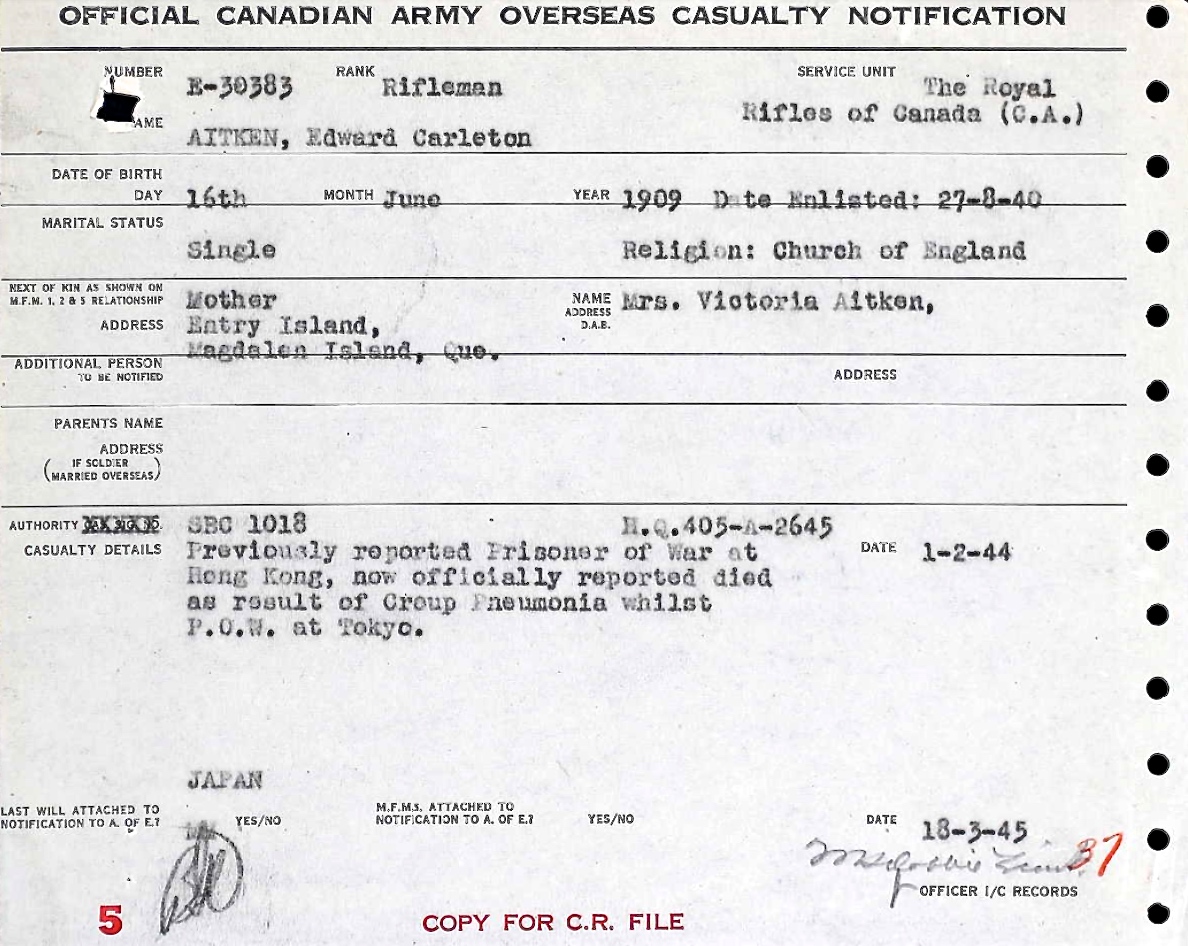 OFFICIAL CANADIAN ARMY OVERSEAS CASUALTY NOTIFICATION
NUMBER E-30383 RANK Rifleman SERVICE UNIT The Royal
Rifles of Canada (C.A.)
AME AITKEN, Edward Carleton
DATE OF BIRTH
DAY 16th MONTH June YEAR 1909 Date Enlisted: 27-8-40
MARITAL STATUS
Single Religion: Church of England
NEXT OF KIN AS SHOWN ON
M.F.M. 1, 2 & 5 RELATIONSHIP Mother NAME Mrs. Victoria Aitken,
ADDRESS Entry Island, ADDRESS
D.A.B.
Magdalen Island, Que.
ADDITIONAL PERSON
TO BE NOTIFIED ADDRESS
PARENTS NAME
ADDRESS
(IF SOLDIER
MARRIED OVERSEAS)
AUTHORITY SBC 1018 H.Q.405-A-2645
CASUALTY DETAILS Previously reported Prisoner of War at DATE 1-2-44
Hong Kong, now officially reported died
as result of Croup Pneumonia whilst
P.O.W. at Tokyo.
JAPAN
LAST WILL ATTACHED TO
NOTIFICATION TO A. OF E.? YES/NO M.F.M.S. ATTACHED TO
NOTIFICATION TO A. OF E.? YES/NO DATE 18-3-45
37
OFFICER I/C RECORDS
5 COPY FOR C.R. FILE